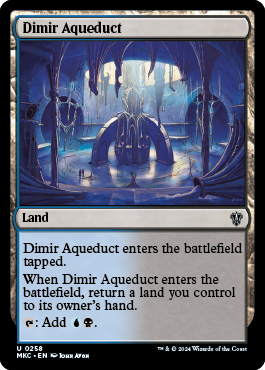 Dimir Aqueduct
Land
Dimir Aqueduct enters the battlefield
tapped.
When Dimir Aqueduct enters the
battlefield, return a land you control
to its owner's hand.
: Add .
U 0258
MKC • EN John Avon
™ & © 2024 Wizards of the Coast